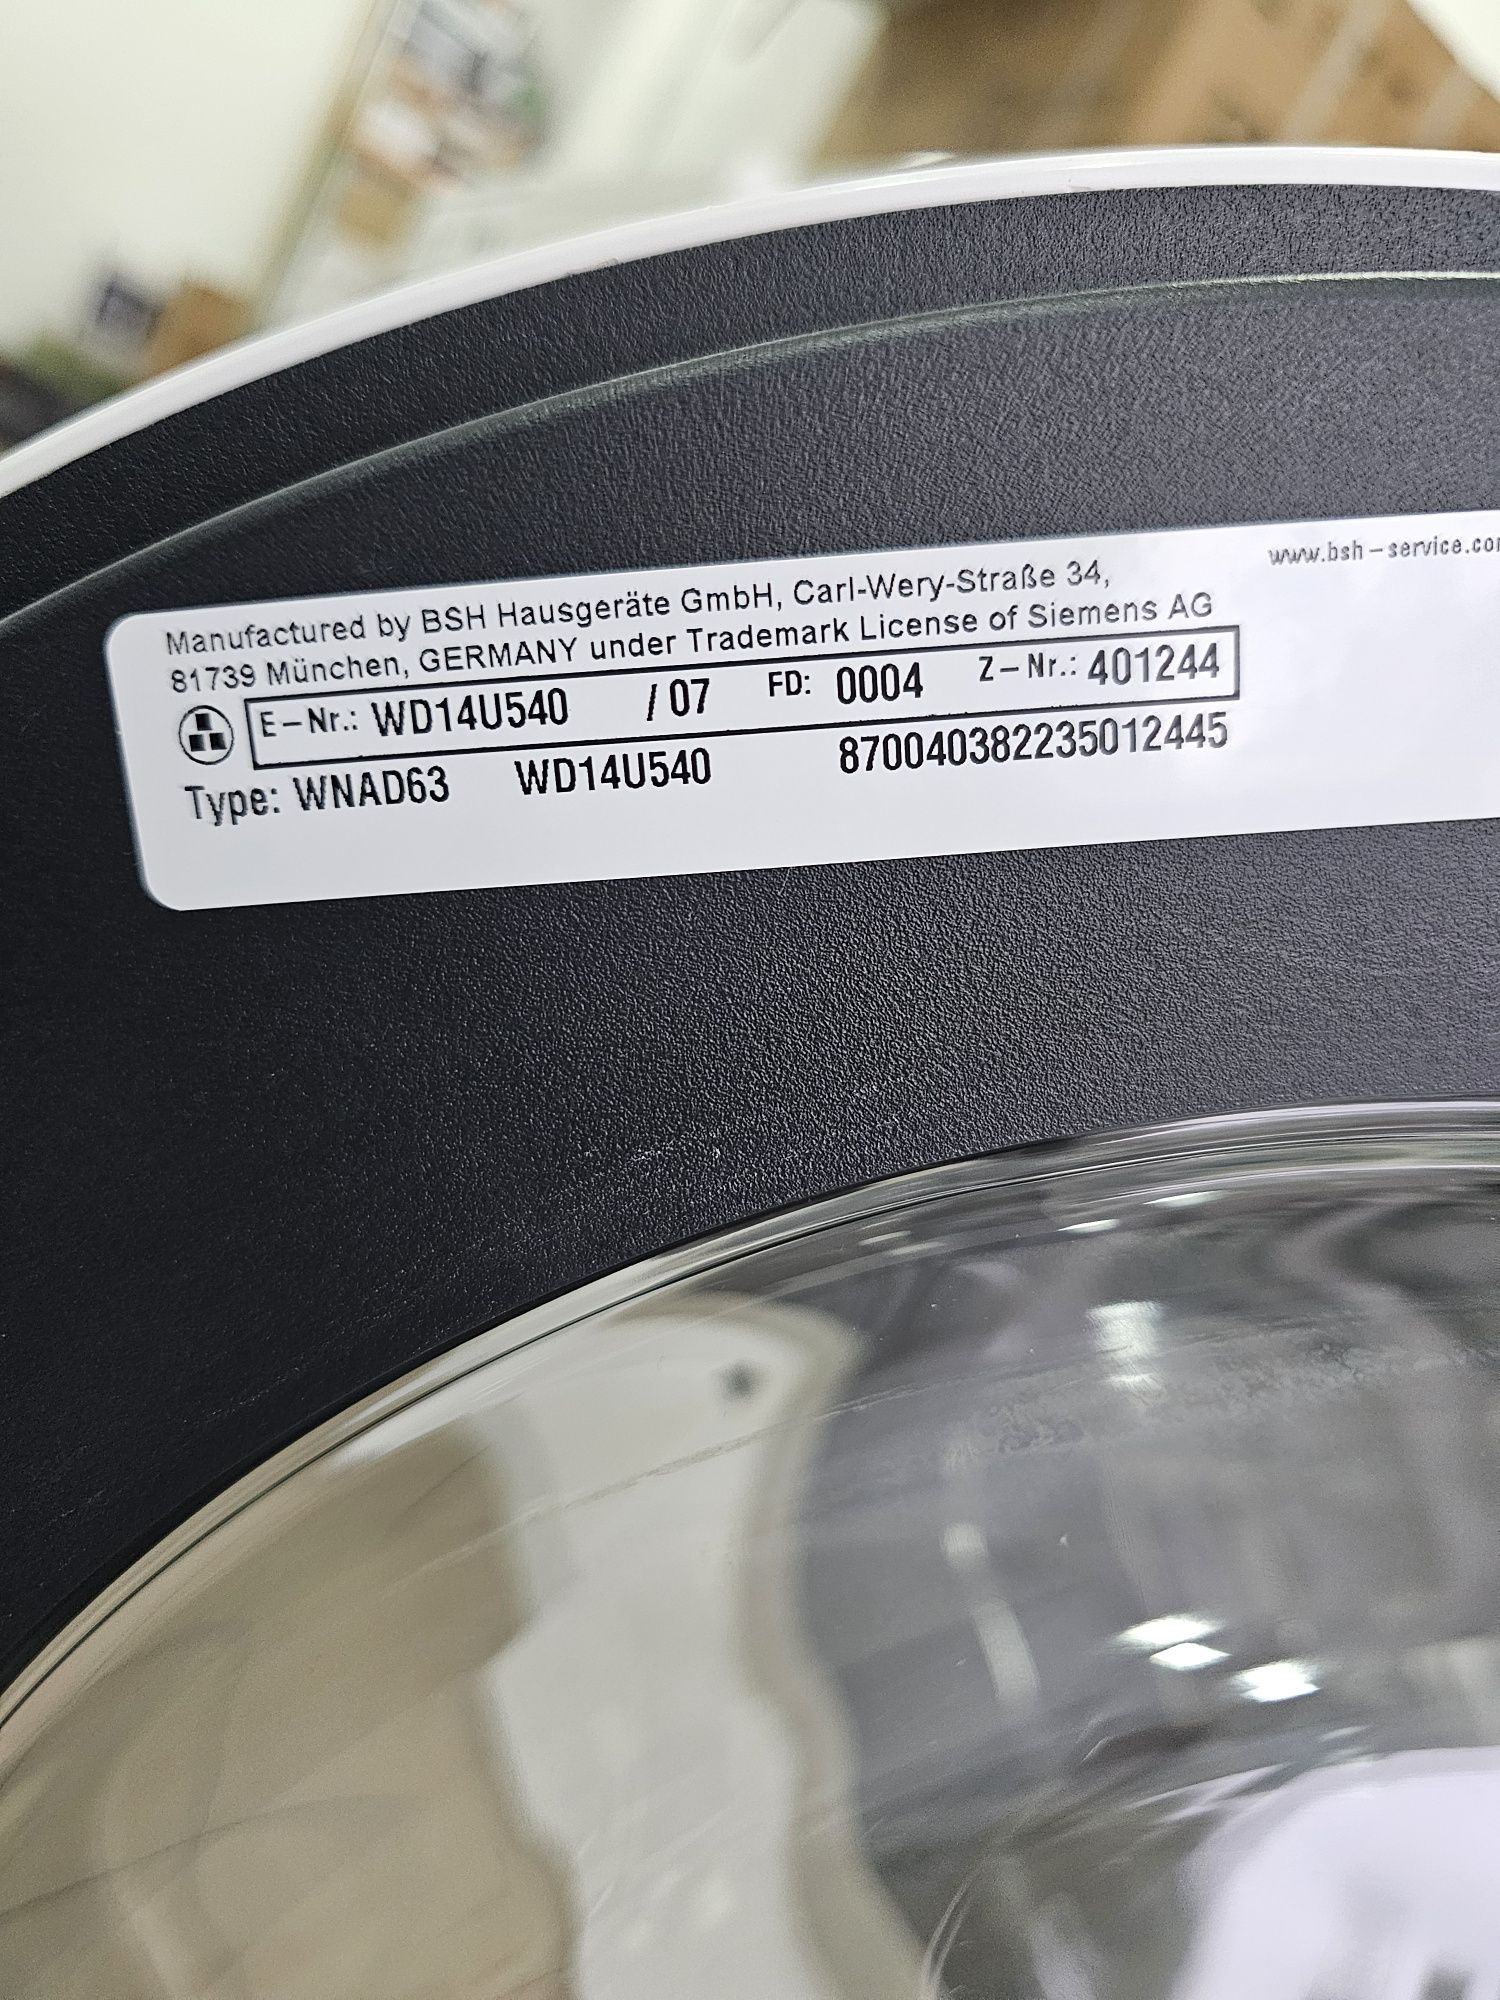 www.bsh-service.co
Manufactured by BSH Hausgeräte GmbH, Carl-Wery-Straße 34,
81739 München, GERMANY under Trademark License of Siemens AG
E-Nr.: WD14U540 / 07 FD: 0004 Z-Nr.: 401244
Type: WNAD63 WD14U540 870040382235012445